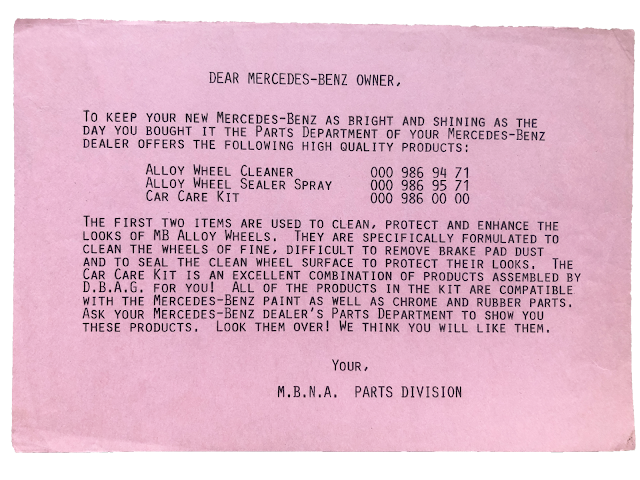 DEAR MERCEDES-BENZ OWNER,
TO KEEP YOUR NEW MERCEDES-BENZ AS BRIGHT AND SHINING AS THE
DAY YOU BOUGHT IT THE PARTS DEPARTMENT OF YOUR MERCEDES-BENZ
DEALER OFFERS THE FOLLOWING HIGH QUALITY PRODUCTS:
ALLOY WHEEL CLEANER 000 986 94 71
ALLOY WHEEL SEALER SPRAY 000 986 95 71
CAR CARE KIT 000 986 00 00
THE FIRST TWO ITEMS ARE USED TO CLEAN, PROTECT AND ENHANCE THE
LOOKS OF MB ALLOY WHEELS. THEY ARE SPECIFICALLY FORMULATED TO
CLEAN THE WHEELS OF FINE, DIFFICULT TO REMOVE BRAKE PAD DUST
AND TO SEAL THE CLEAN WHEEL SURFACE TO PROTECT THEIR LOOKS. THE
CAR CARE KIT IS AN EXCELLENT COMBINATION OF PRODUCTS ASSEMBLED BY
D.B.A.G. FOR YOU! ALL OF THE PRODUCTS IN THE KIT ARE COMPATIBLE
WITH THE MERCEDES-BENZ PAINT AS WELL AS CHROME AND RUBBER PARTS.
ASK YOUR MERCEDES-BENZ DEALER'S PARTS DEPARTMENT TO SHOW YOU
THESE PRODUCTS. LOOK THEM OVER! WE THINK YOU WILL LIKE THEM.
YOUR,
M.B.N.A. PARTS DIVISION